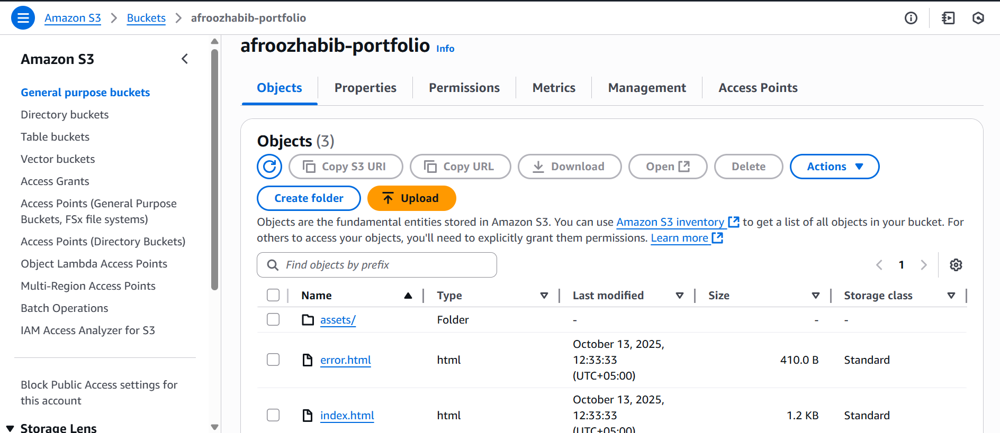 Amazon S3 > Buckets > afroozhabib-portfolio
Amazon S3
General purpose buckets
Directory buckets
Table buckets
Vector buckets
Access Grants
Access Points (General Purpose
Buckets, FSx file systems)
Access Points (Directory Buckets)
Object Lambda Access Points
Multi-Region Access Points
Batch Operations
IAM Access Analyzer for S3
Block Public Access settings for
this account
Storage Lens
afroozhabib-portfolio Info
Objects Properties Permissions Metrics Management Access Points
Objects (3)
Copy S3 URI Copy URL Download Open Delete Actions
Create folder Upload
Objects are the fundamental entities stored in Amazon S3. You can use Amazon S3 inventory to get a list of all objects in your bucket. For
others to access your objects, you'll need to explicitly grant them permissions. Learn more
Find objects by prefix
1
Name Type Last modified Size Storage class
assets/ Folder - - -
October 13, 2025,
error.html html 12:33:33 410.0 B Standard
(UTC+05:00)
October 13, 2025,
index.html html 12:33:33 1.2 KB Standard
(UTC+05:00)